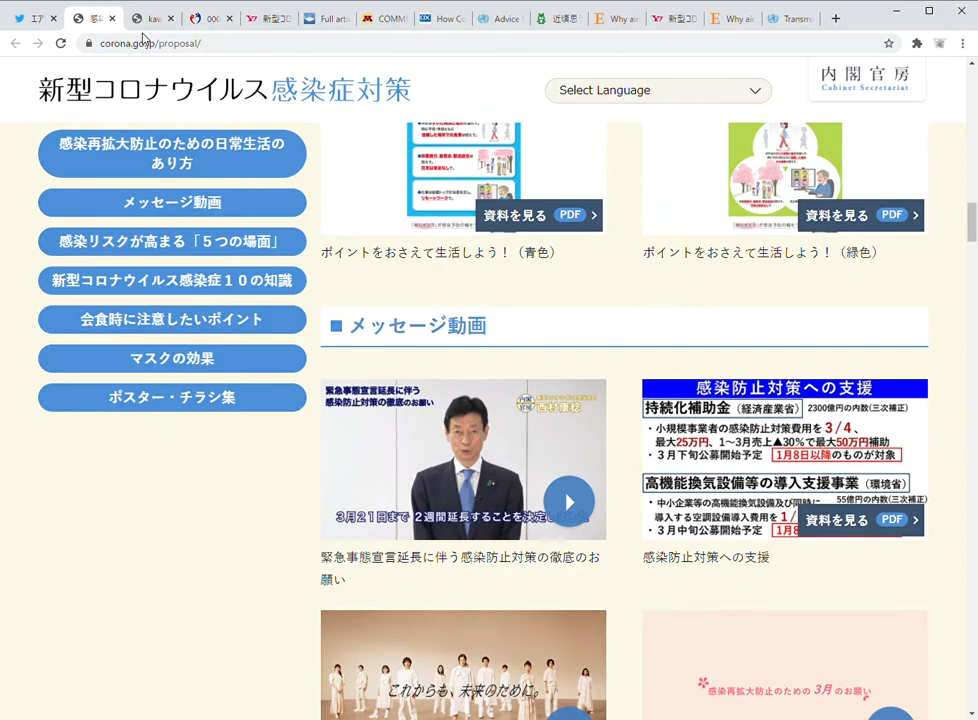 エア
感染
kav
000
新型コロ
Full arti
COMM
How Co
Advice f
近頃思う
Why air
新型コロ
Why air
Transmi
corona.go.jp/proposal/
新型コロナウイルス感染症対策
Select Language
内閣官房
Cabinet Secretariat
感染再拡大防止のための日常生活の
あり方
メッセージ動画
感染リスクが高まる「５つの場面」
新型コロナウイルス感染症１０の知識
会食時に注意したいポイント
マスクの効果
ポスター・チラシ集
資料を見る PDF
資料を見る PDF
ポイントをおさえて生活しよう！（青色）
ポイントをおさえて生活しよう！（緑色）
メッセージ動画
緊急事態宣言延長に伴う
感染防止対策の徹底のお願い
内閣官房
西村康稔
3月21日まで 2週間延長することを決定
緊急事態宣言延長に伴う感染防止対策の徹底のお
願い
感染防止対策への支援
持続化補助金（経済産業省） 2300億円の内数(三次補正)
・小規模事業者の感染防止対策費用を 3/4 、
最大25万円、1～3月売上▲30%で最大50万円補助
・３月下旬公募開始予定 1月8日以降のものが対象
高機能換気設備等の導入支援事業（環境省）
55億円の内数(三次補正)
・中小企業等の高機能換気設備及び同時に
導入する空調設備導入費用を 1/
・３月中旬公募開始予定 1月8
資料を見る PDF
感染防止対策への支援
これからも、未来のために。
感染再拡大防止のための 3月 のお願い